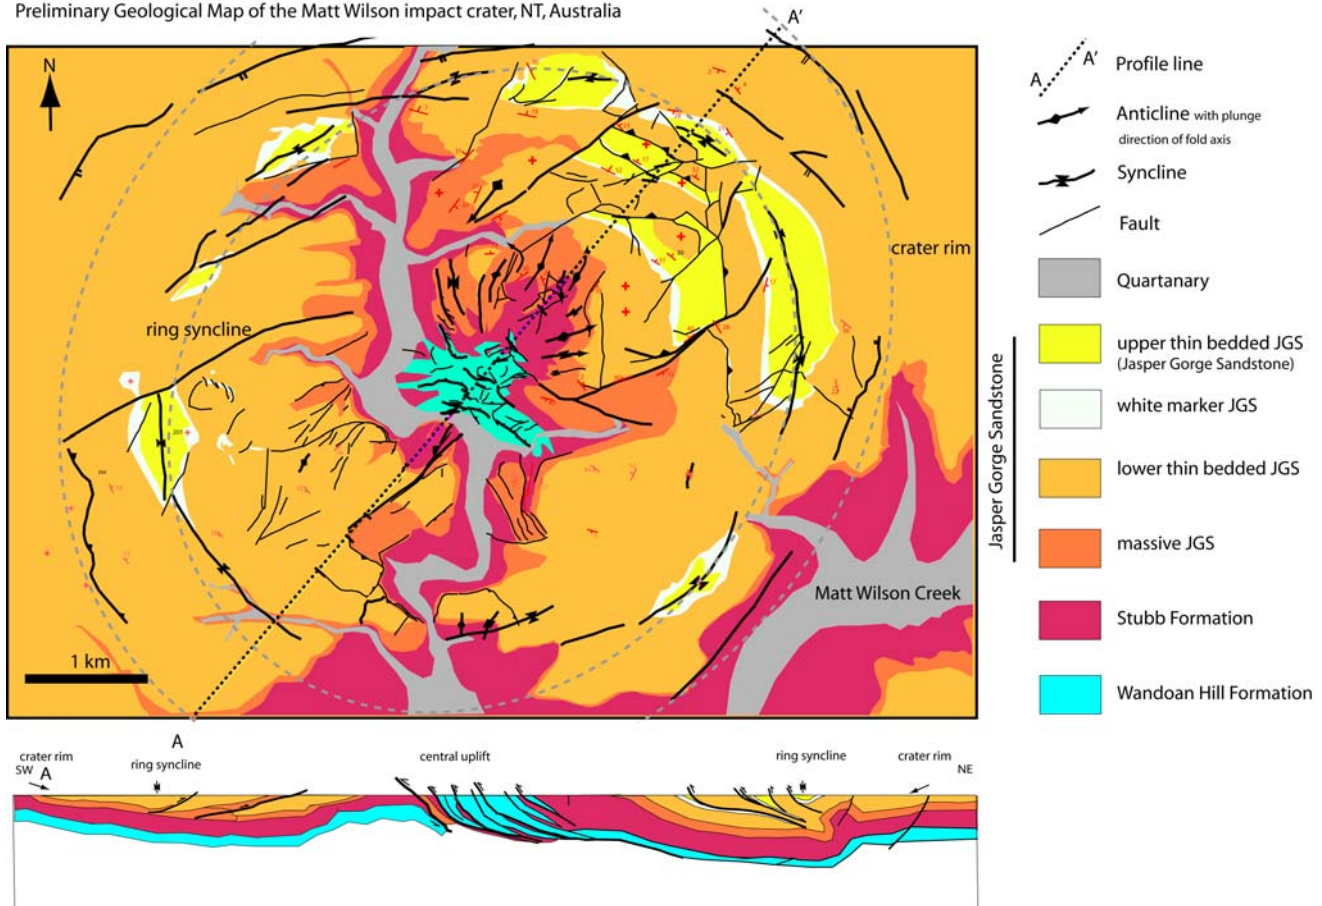 Preliminary Geological Map of the Matt Wilson impact crater, NT, Australia
A'
N
crater rim
ring syncline
Matt Wilson Creek
1 km
A
A
A'
Profile line
Anticline with plunge
direction of fold axis
Syncline
Fault
Quartanary
Jasper Gorge Sandstone
upper thin bedded JGS
(Jasper Gorge Sandstone)
white marker JGS
lower thin bedded JGS
massive JGS
Stubb Formation
Wandoan Hill Formation
crater rim
SW
A
ring syncline
central uplift
ring syncline
crater rim
NE